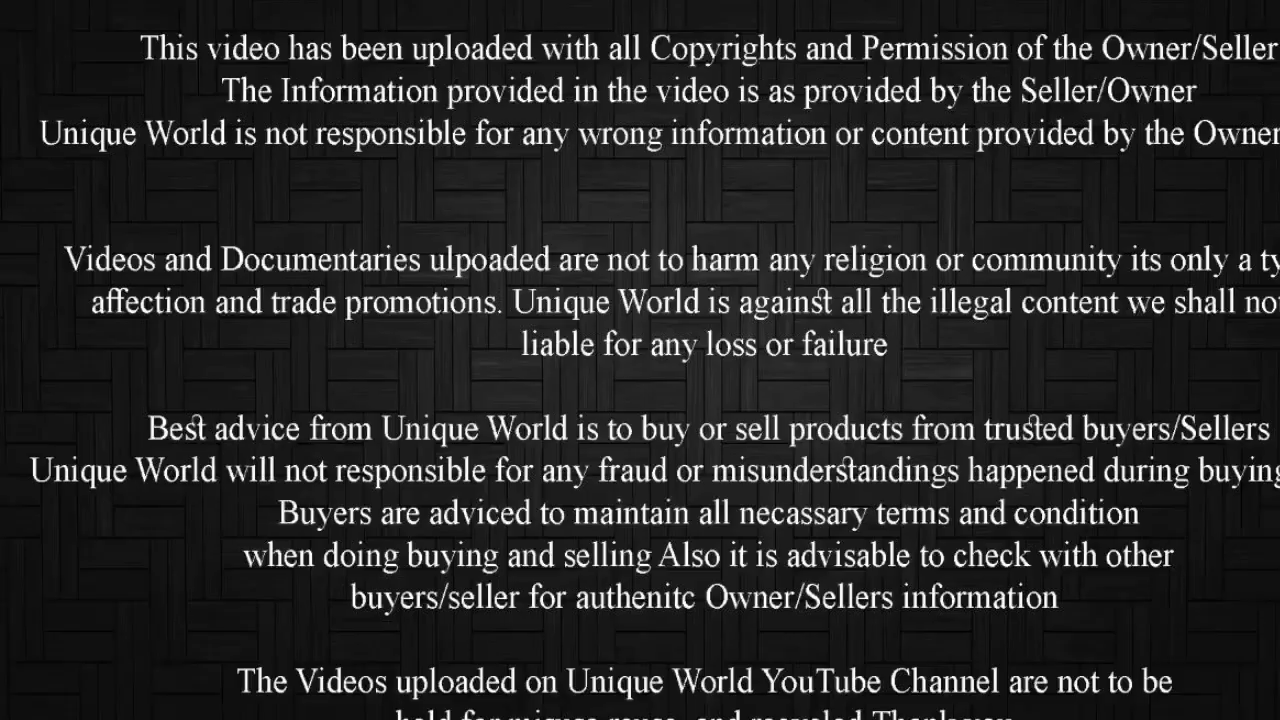 This video has been uploaded with all Copyrights and Permission of the Owner/Seller
The Information provided in the video is as provided by the Seller/Owner
Unique World is not responsible for any wrong information or content provided by the Owner
Videos and Documentaries ulpoaded are not to harm any religion or community its only a
affection and trade promotions. Unique World is against all the illegal content we shall
liable for any loss or failure
Best advice from Unique World is to buy or sell products from trusted buyers/Sellers
Unique World will not responsible for any fraud or misunderstandings happened during buying
Buyers are adviced to maintain all necassary terms and condition
when doing buying and selling Also it is advisable to check with other
buyers/seller for authenitc Owner/Sellers information
The Videos uploaded on Unique World YouTube Channel are not to be